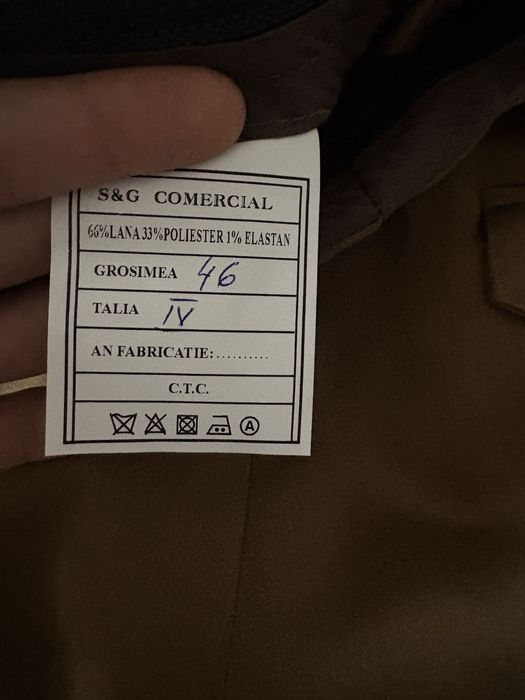 S&G COMERCIAL
66%LANA 33%POLIESTER 1% ELASTAN
GROSIMEA 46
TALIA IV
AN FABRICATIE:..........
C.T.C.
A